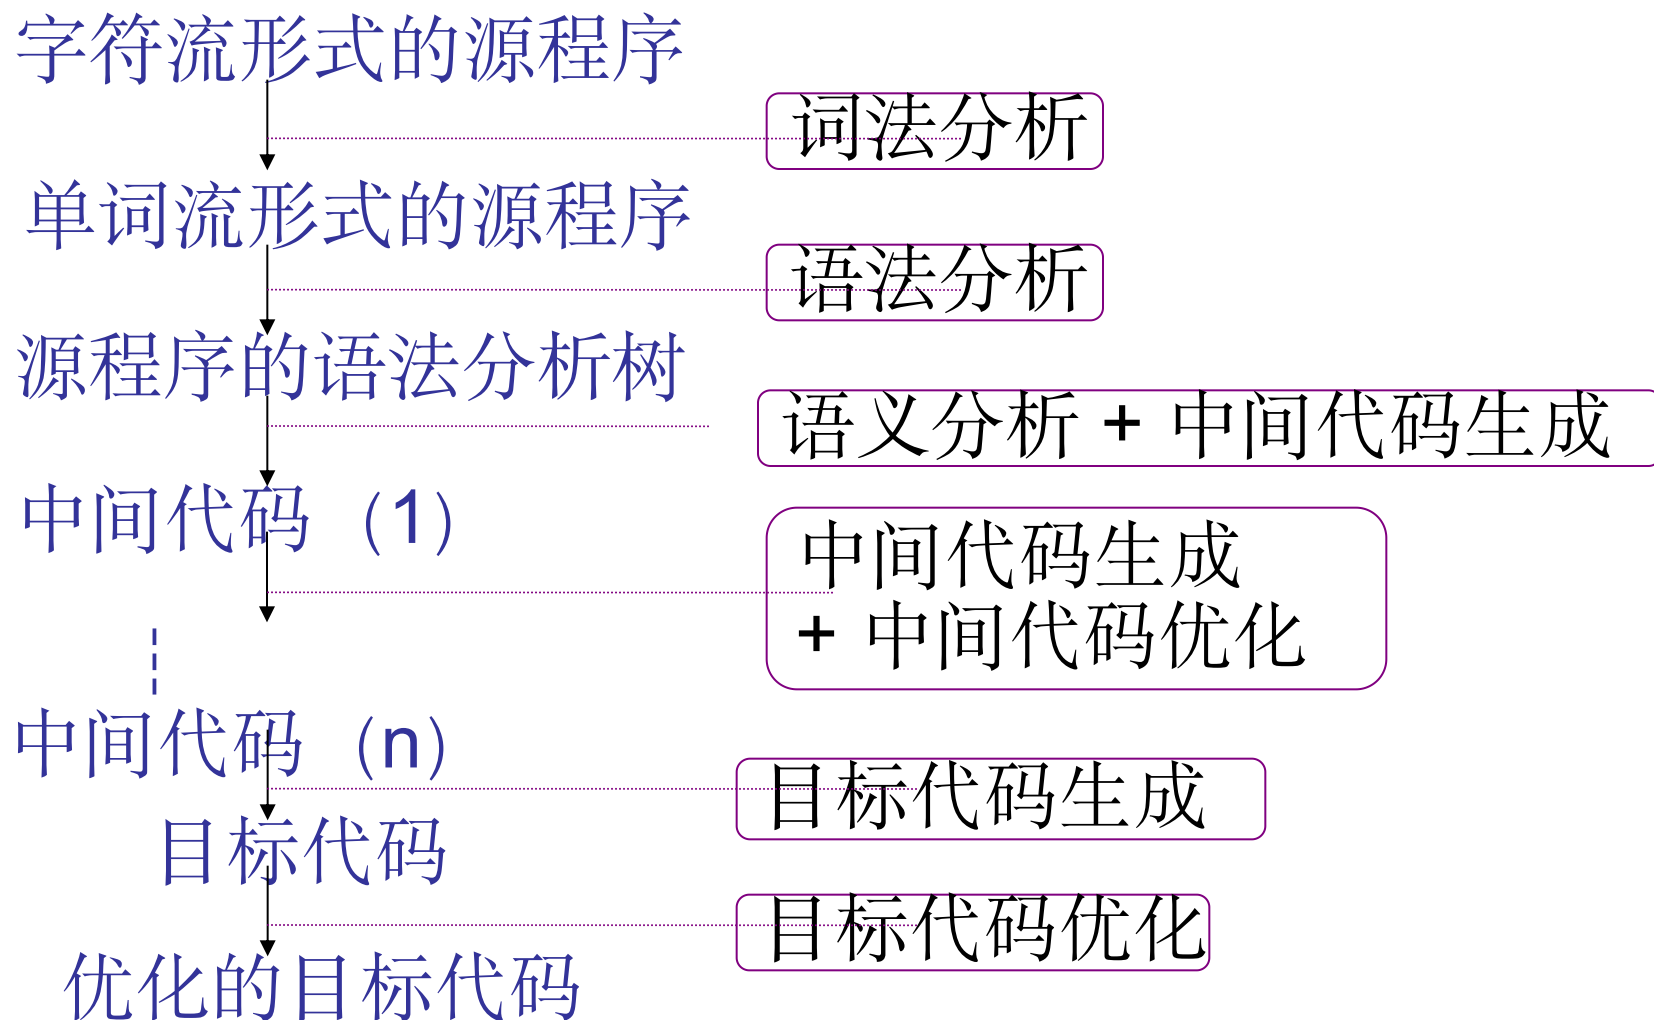 字符流形式的源程序
词法分析
单词流形式的源程序
语法分析
源程序的语法分析树
语义分析 + 中间代码生成
中间代码（1）
中间代码生成
+ 中间代码优化
中间代码（n）
目标代码生成
目标代码
目标代码优化
优化的目标代码